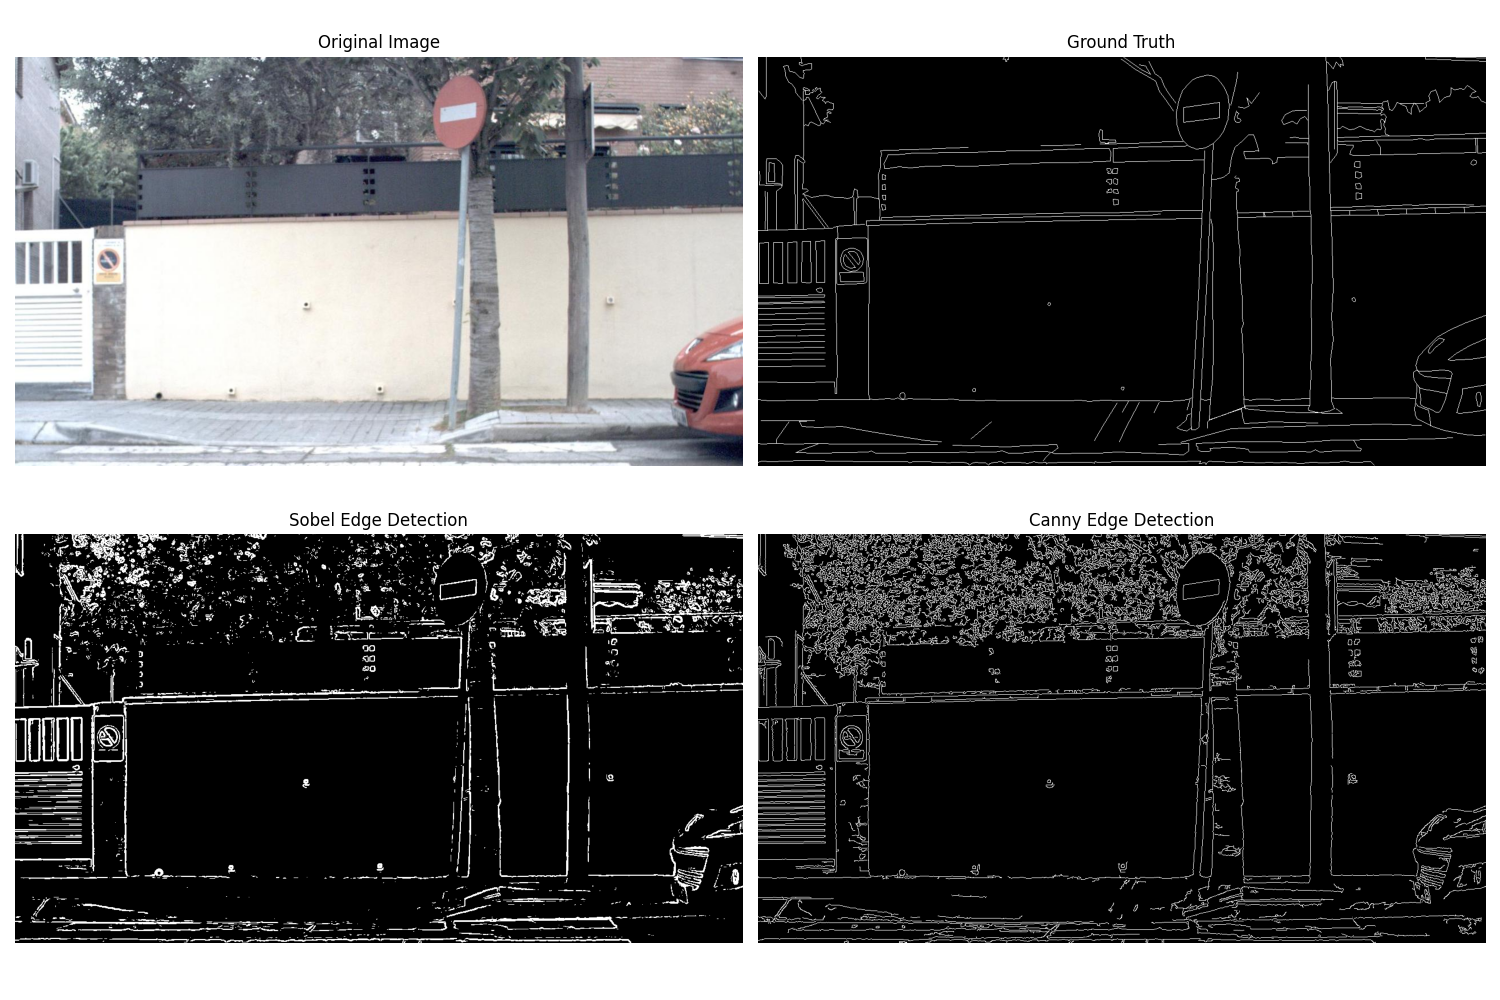 Original Image
Ground Truth
Sobel Edge Detection
Canny Edge Detection